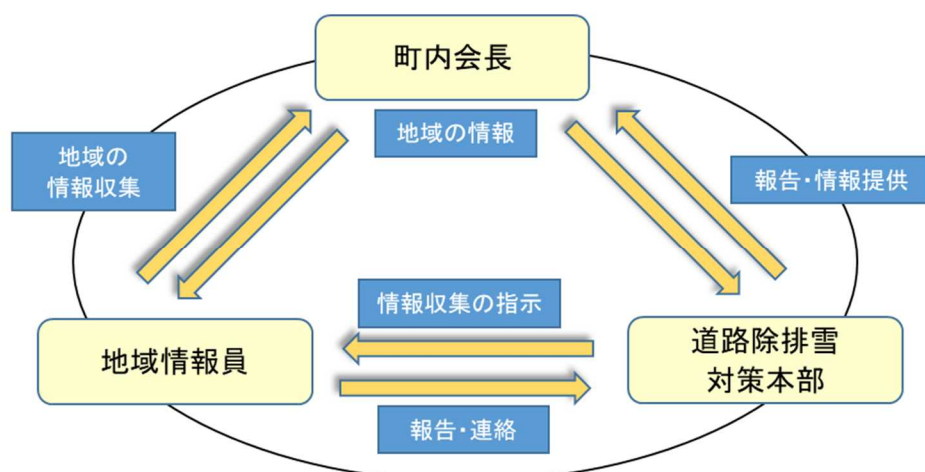 町内会長
地域の情報
地域の
情報収集
報告・情報提供
情報収集の指示
地域情報員
道路除排雪
対策本部
報告・連絡